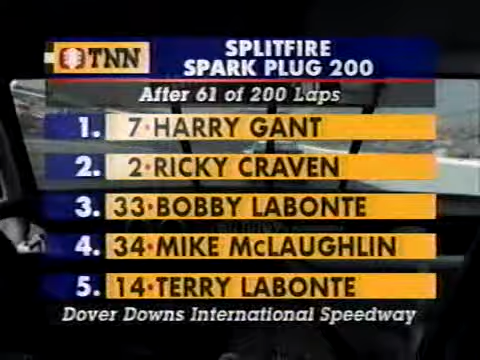 TNN
SPLITFIRE
SPARK PLUG 200
After 61 of 200 Laps
1. 7•HARRY GANT
2. 2•RICKY CRAVEN
3. 33•BOBBY LABONTE
4. 34•MIKE McLAUGHLIN
5. 14•TERRY LABONTE
Dover Downs International Speedway